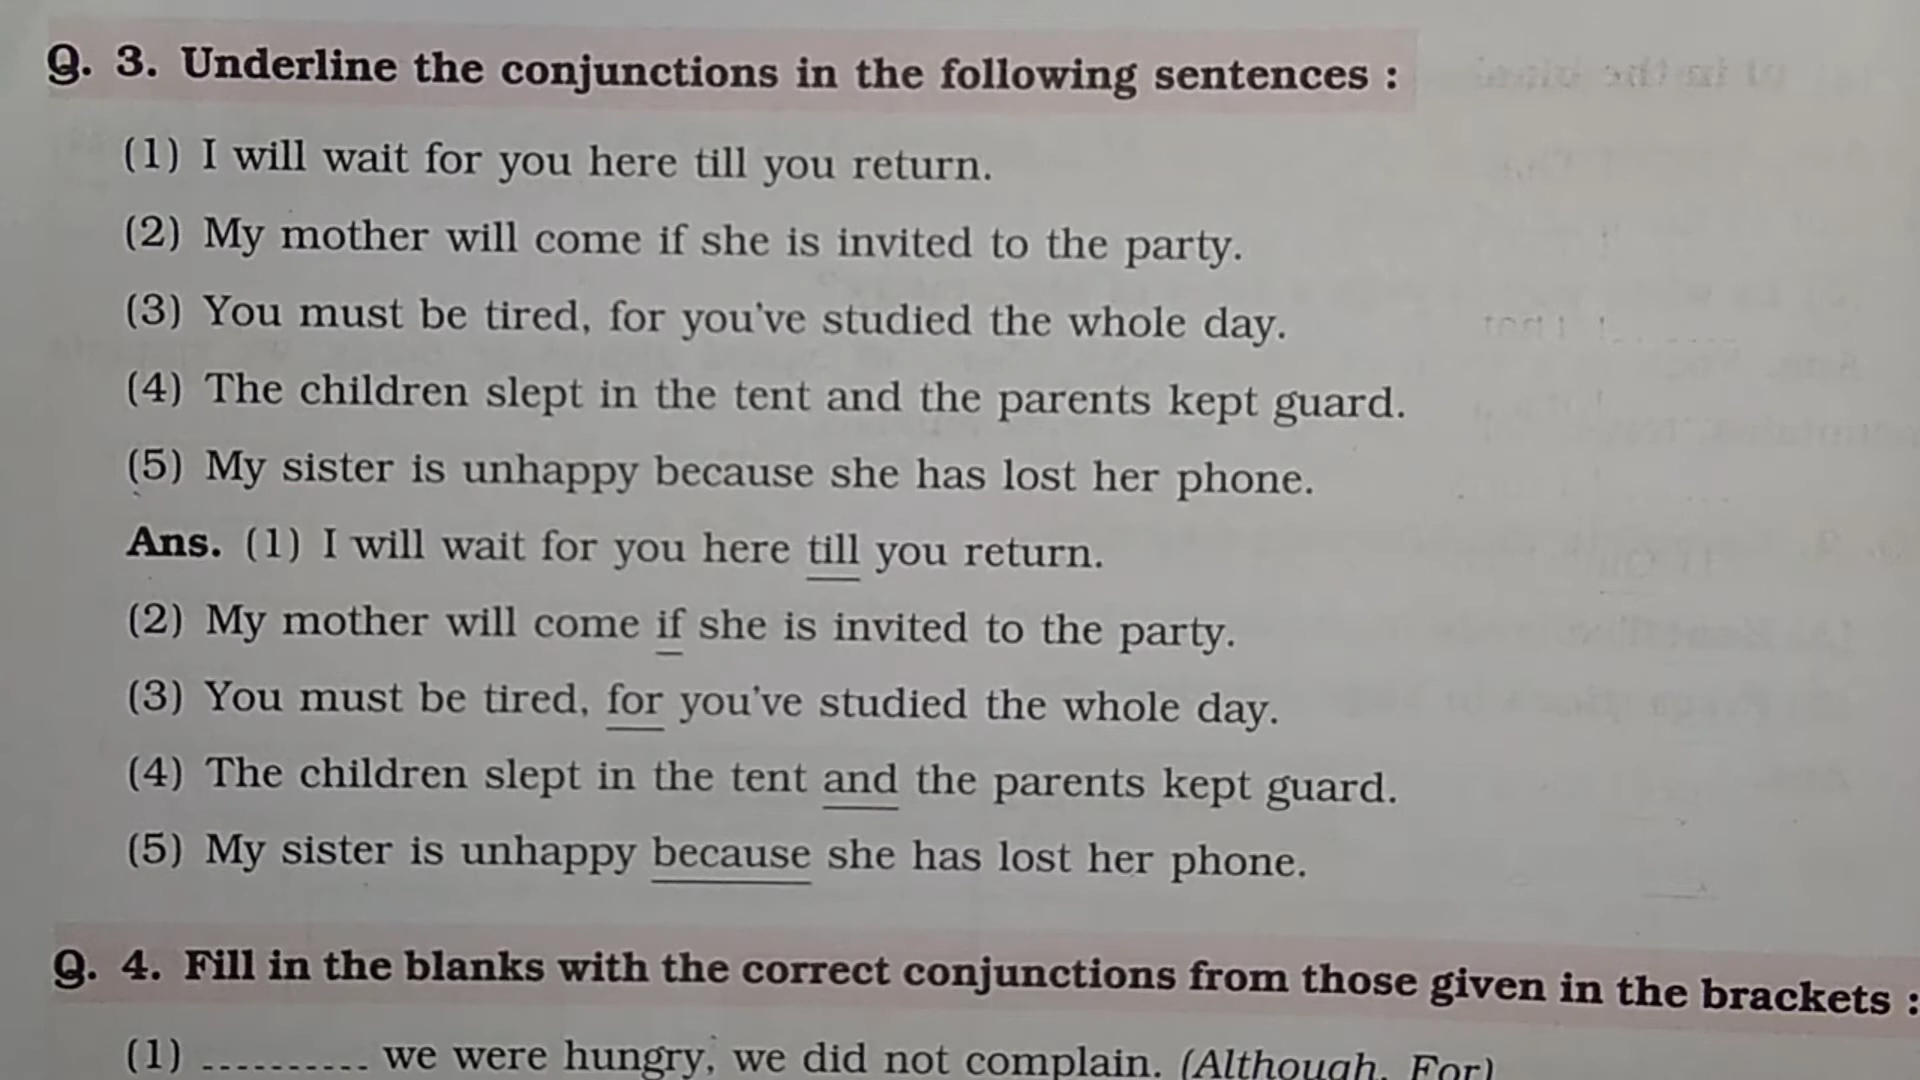 Q. 3. Underline the conjunctions in the following sentences :
(1) I will wait for you here till you return.
(2) My mother will come if she is invited to the party.
(3) You must be tired, for you've studied the whole day.
(4) The children slept in the tent and the parents kept guard.
(5) My sister is unhappy because she has lost her phone.
Ans. (1) I will wait for you here till you return.
(2) My mother will come if she is invited to the party.
(3) You must be tired, for you've studied the whole day.
(4) The children slept in the tent and the parents kept guard.
(5) My sister is unhappy because she has lost her phone.
Q. 4. Fill in the blanks with the correct conjunctions from those given in the brackets :
(1) .......... we were hungry, we did not complain. (Although, For)